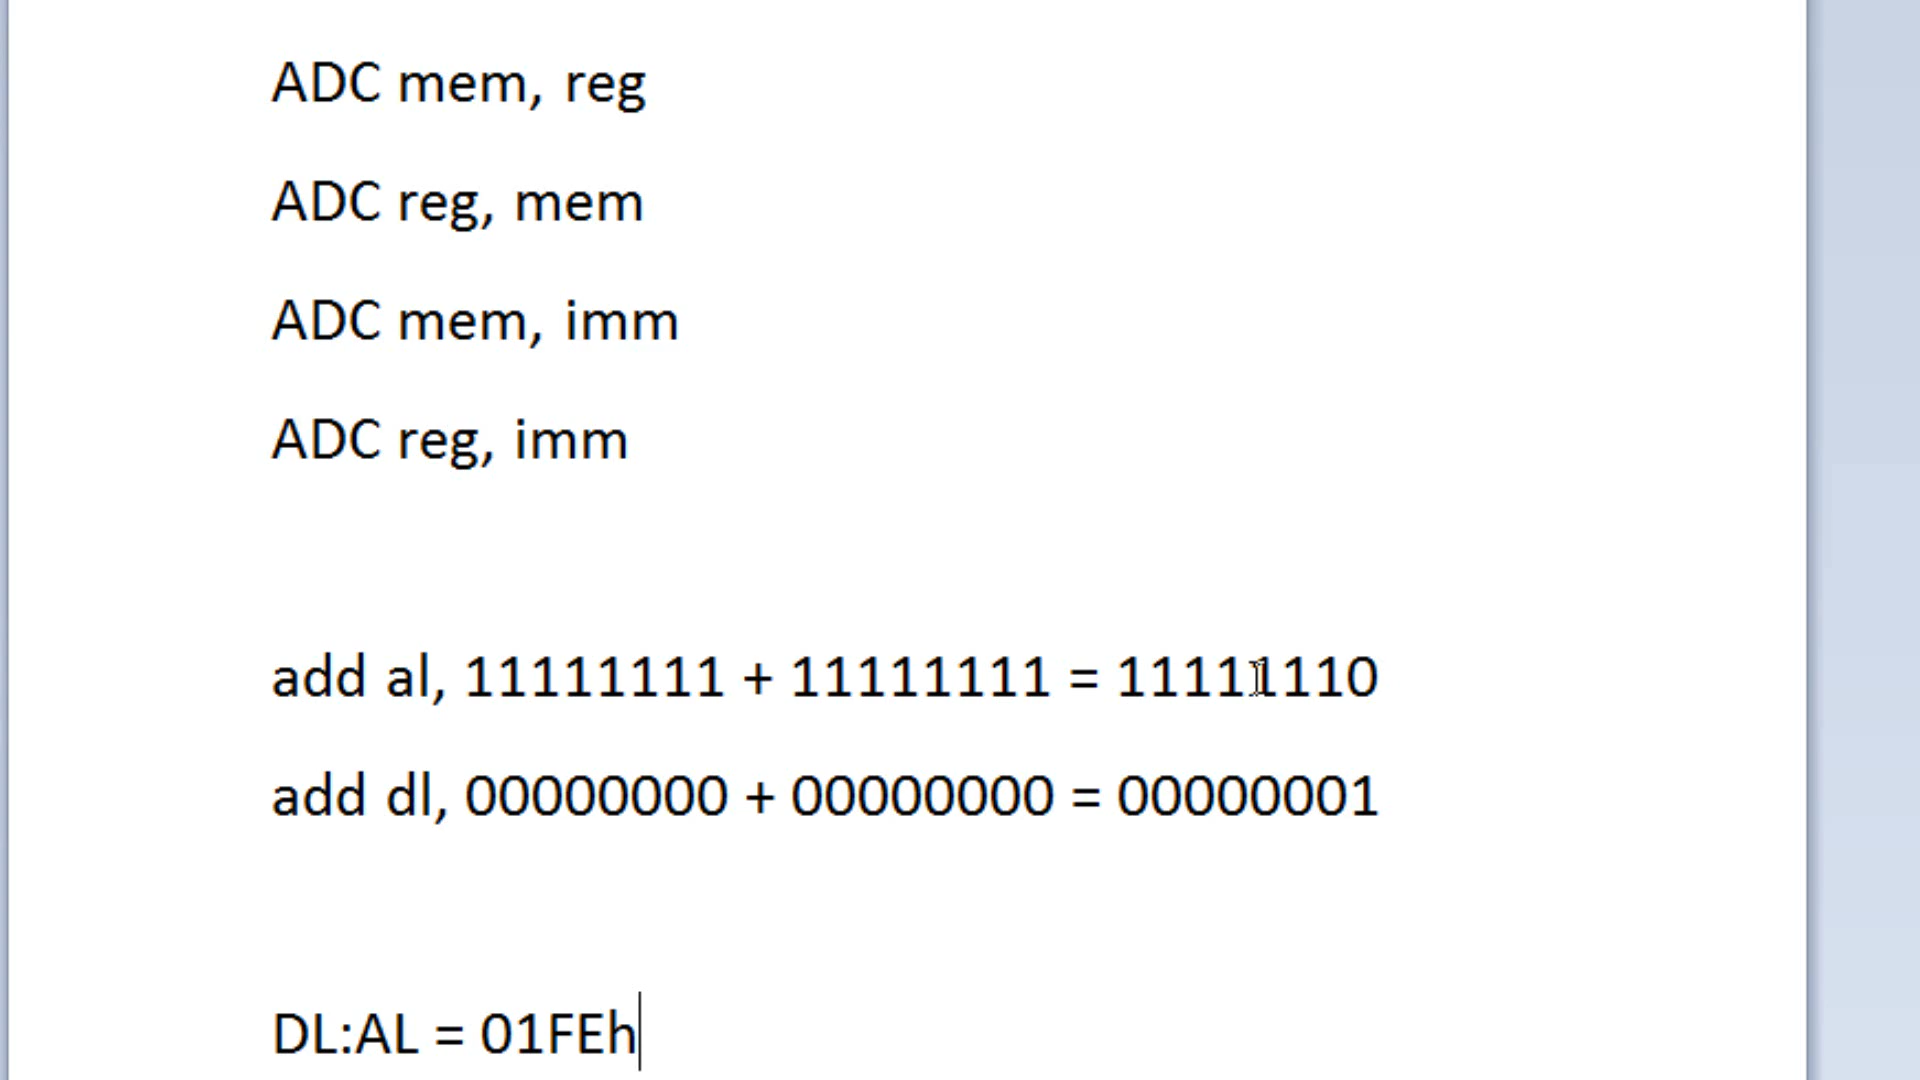 ADC mem, reg
ADC reg, mem
ADC mem, imm
ADC reg, imm
add al, 11111111 + 11111111 = 11111110
add dl, 00000000 + 00000000 = 00000001
DL:AL = 01FEh